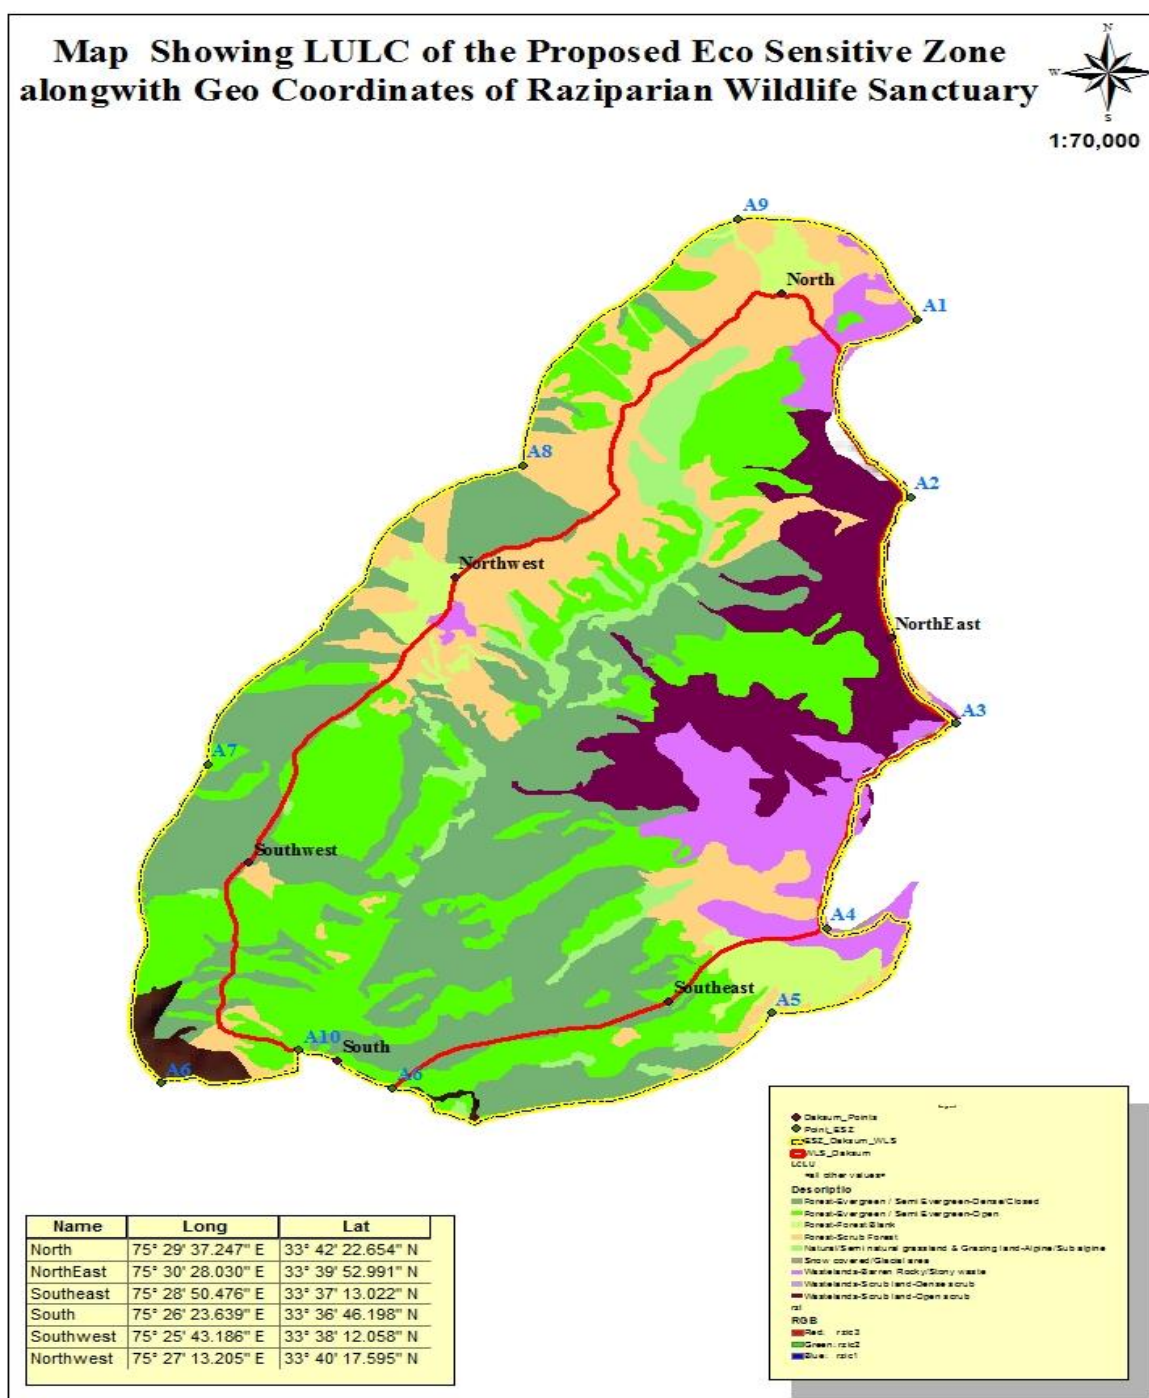 Map Showing LULC of the Proposed Eco Sensitive Zone
alongwith Geo Coordinates of Raziparian Wildlife Sanctuary
N
W
S
1:70,000
A9
North
A1
A8
A2
Northwest
NorthEast
A3
A7
Southwest
A4
Southeast
A5
A10
South
A6
A6
Daksum_Points
Point_ESZ
ESZ_Daksum_WLS
WLS_Daksum
LCLU
<all other values>
Descriptio
Forest-Evergreen / Semi Evergreen-Dense/Closed
Forest-Evergreen / Semi Evergreen-Open
Forest-Forest Blank
Forest-Scrub Forest
Natural/Semi natural grassland & Grazing land-Alpine/Sub alpine
Snow covered/Glacial area
Wastelands-Barren Rocky/Stony waste
Wastelands-Scrub land-Dense scrub
Wastelands-Scrub land-Open scrub
RGB
Red:
Green:
Blue:
Name Long Lat
North 75° 29' 37.247" E 33° 42' 22.654" N
NorthEast 75° 30' 28.030" E 33° 39' 52.991" N
Southeast 75° 28' 50.476" E 33° 37' 13.022" N
South 75° 26' 23.639" E 33° 36' 46.198" N
Southwest 75° 25' 43.186" E 33° 38' 12.058" N
Northwest 75° 27' 13.205" E 33° 40' 17.595" N